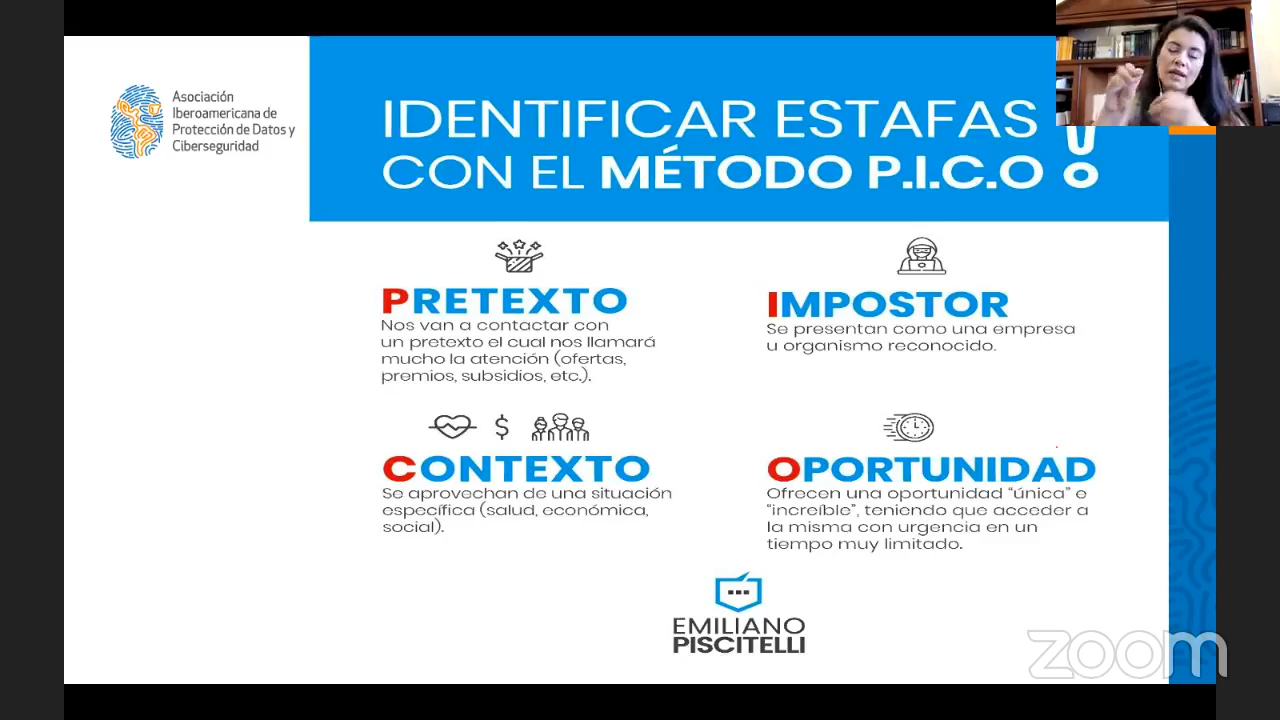 Asociación
Iberoamericana de
Protección de Datos y
Ciberseguridad
IDENTIFICAR ESTAFAS
CON EL MÉTODO P.I.C.O
PRETEXTO
Nos van a contactar con
un pretexto el cual nos llamará
mucho la atención (ofertas,
premios, subsidios, etc.).
IMPOSTOR
Se presentan como una empresa
u organismo reconocido.
CONTEXTO
Se aprovechan de una situación
específica (salud, económica,
social).
OPORTUNIDAD
Ofrecen una oportunidad “única” e
“increíble”, teniendo que acceder a
la misma con urgencia en un
tiempo muy limitado.
EMILIANO
PISCITELLI
zoom